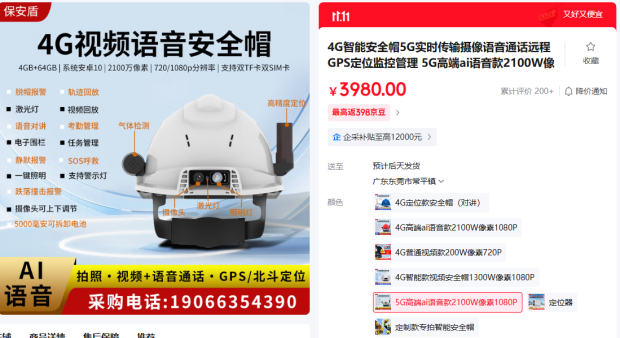 保安盾
4G视频语音安全帽
4GB+64GB | 系统安卓10 | 2100万像素 | 720/1080p分辨率 | 支持双TF卡双SIM卡
脱帽报警
轨迹回放
激光灯
视频回放
语音对讲
考勤管理
电子围栏
任务管理
静默报警
SOS呼救
一键照明
支持警示灯
跌落撞击报警
摄像头可上下调节
5000毫安可拆卸电池
气体检测
高精度定位
摄像头
激光灯
照明灯
AI
语音
拍照·视频+语音通话·GPS/北斗定位
采购电话:19066354390
商品详情
售后保障
推荐
11.11
又好又便宜
4G智能安全帽5G实时传输摄像语音通话远程
GPS定位监控管理 5G高端ai语音款2100W像
收藏
¥3980.00
累计评价 200+
降价通知
最高返398京豆 >
企采补贴至高12000元 >
送至
预计后天发货
广东东莞市常平镇
颜色
4G定位款安全帽（对讲）
4G高端ai语音款2100W像素1080P
4G普通视频款200W像素720P
4G智能款视频安全帽1300W像素1080P
5G高端ai语音款2100W像素1080P
定位器
定制款专拍智能安全帽